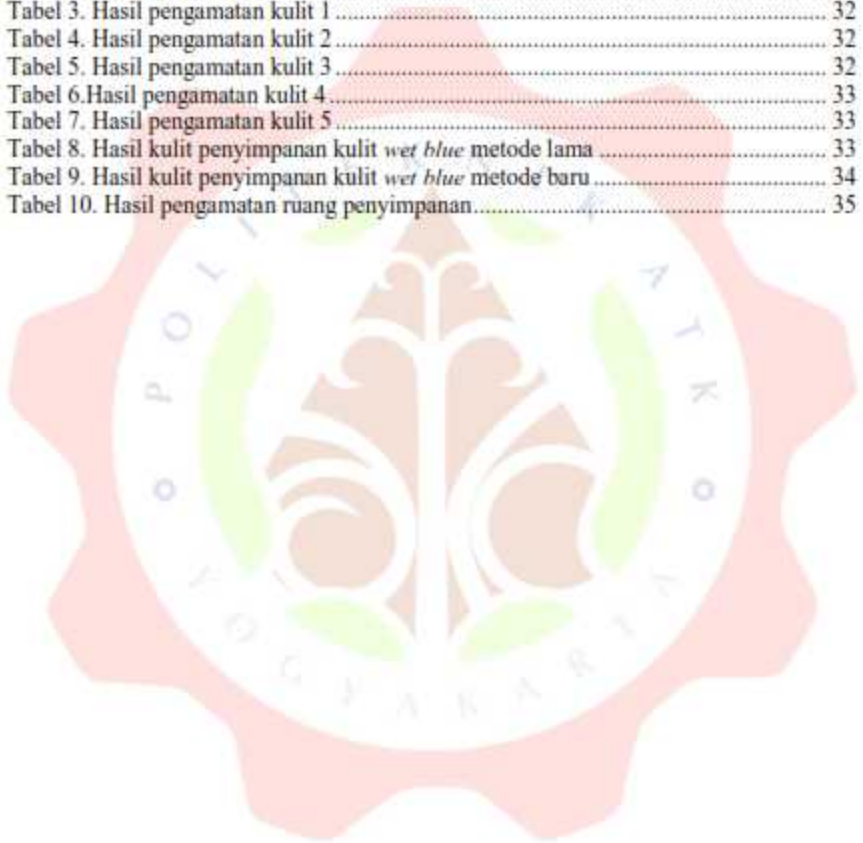 Tabel 3. Hasil pengamatan kulit 1 ........ 32
Tabel 4. Hasil pengamatan kulit 2 ........ 32
Tabel 5. Hasil pengamatan kulit 3 ........ 32
Tabel 6.Hasil pengamatan kulit 4 ........ 33
Tabel 7. Hasil pengamatan kulit 5 ........ 33
Tabel 8. Hasil kulit penyimpanan kulit wet blue metode lama ........ 33
Tabel 9. Hasil kulit penyimpanan kulit wet blue metode baru ........ 34
Tabel 10. Hasil pengamatan ruang penyimpanan ........ 35
POLITEKNIK ATK
YOGYAKARTA